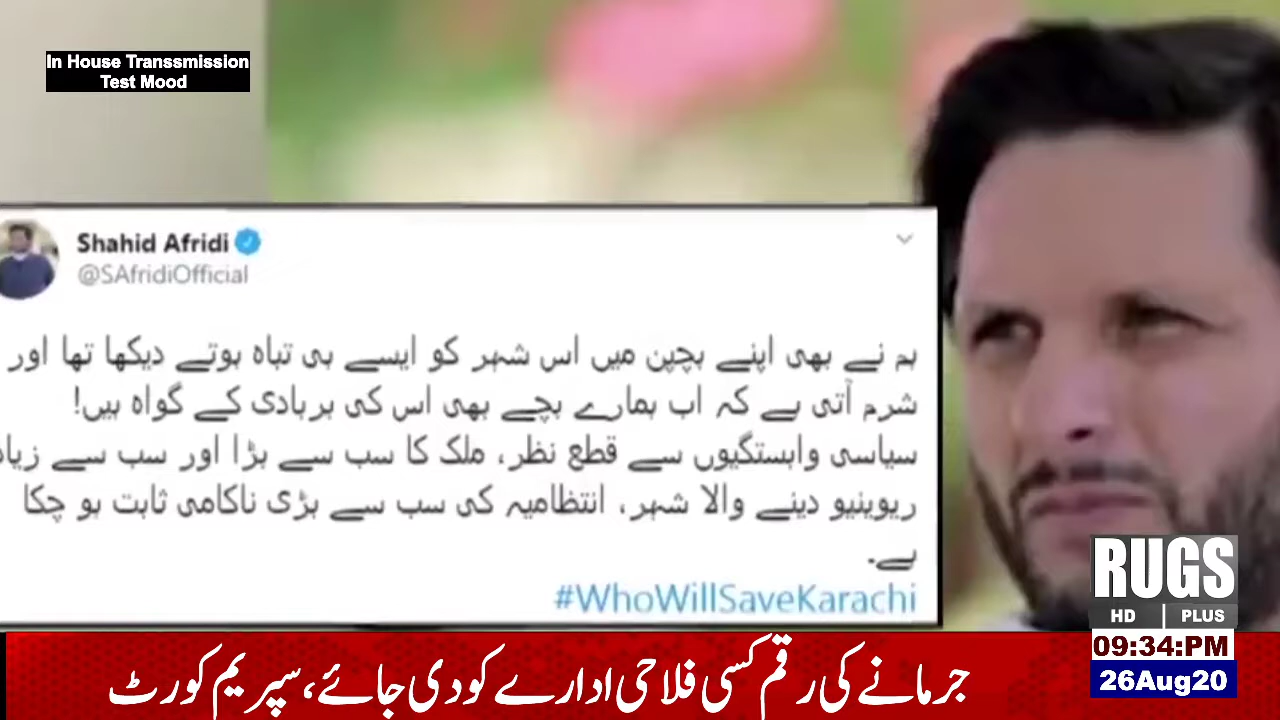 In House Transsmission
Test Mood
Shahid Afridi
@SAfridiOfficial
ہم نے بھی اپنے بچپن میں اس شہر کو ایسے ہی تباہ ہوتے دیکھا تھا اور
شرم آتی ہے کہ اب ہمارے بچے بھی اس کی بربادی کے گواہ ہیں!
سیاسی وابستگیوں سے قطع نظر، ملک کا سب سے بڑا اور سب سے زیاد
ریوینیو دینے والا شہر، انتظامیہ کی سب سے بڑی ناکامی ثابت ہو چکا
ہے۔
#WhoWillSaveKarachi
RUGS
HD | PLUS
09:34:PM
26Aug20
جرمانے کی رقم کسی فلاحی ادارے کو دی جائے، سپریم کورٹ